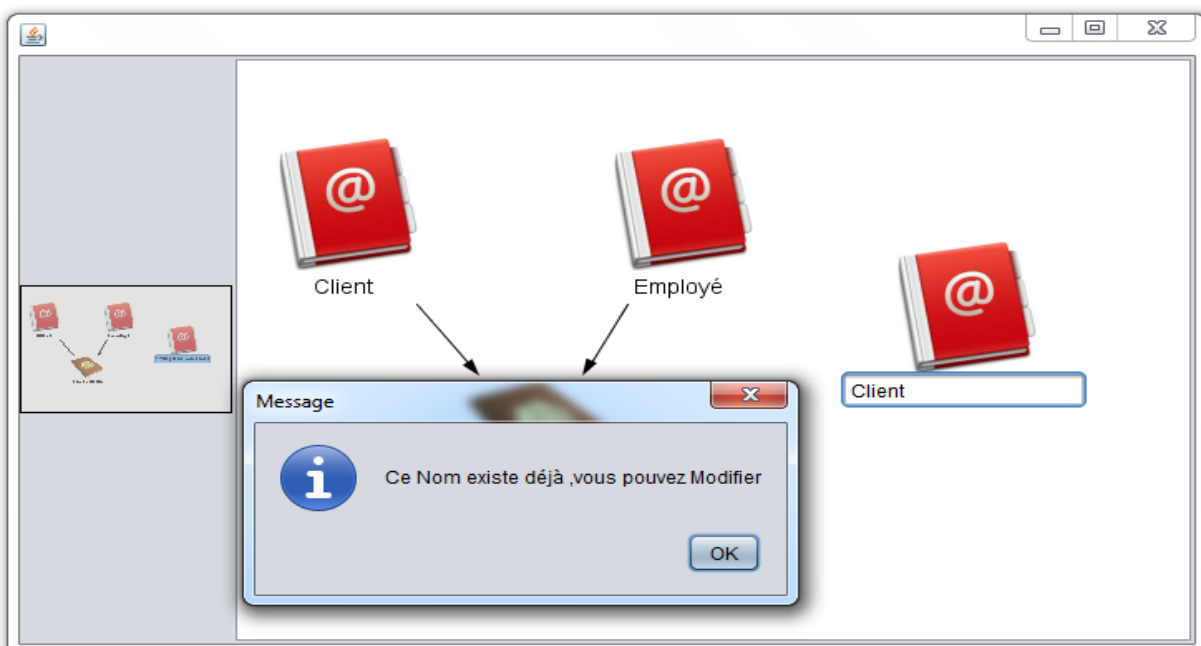 @
@
@
Client
Employé
Client
Message
Ce Nom existe déjà ,vous pouvez Modifier
OK